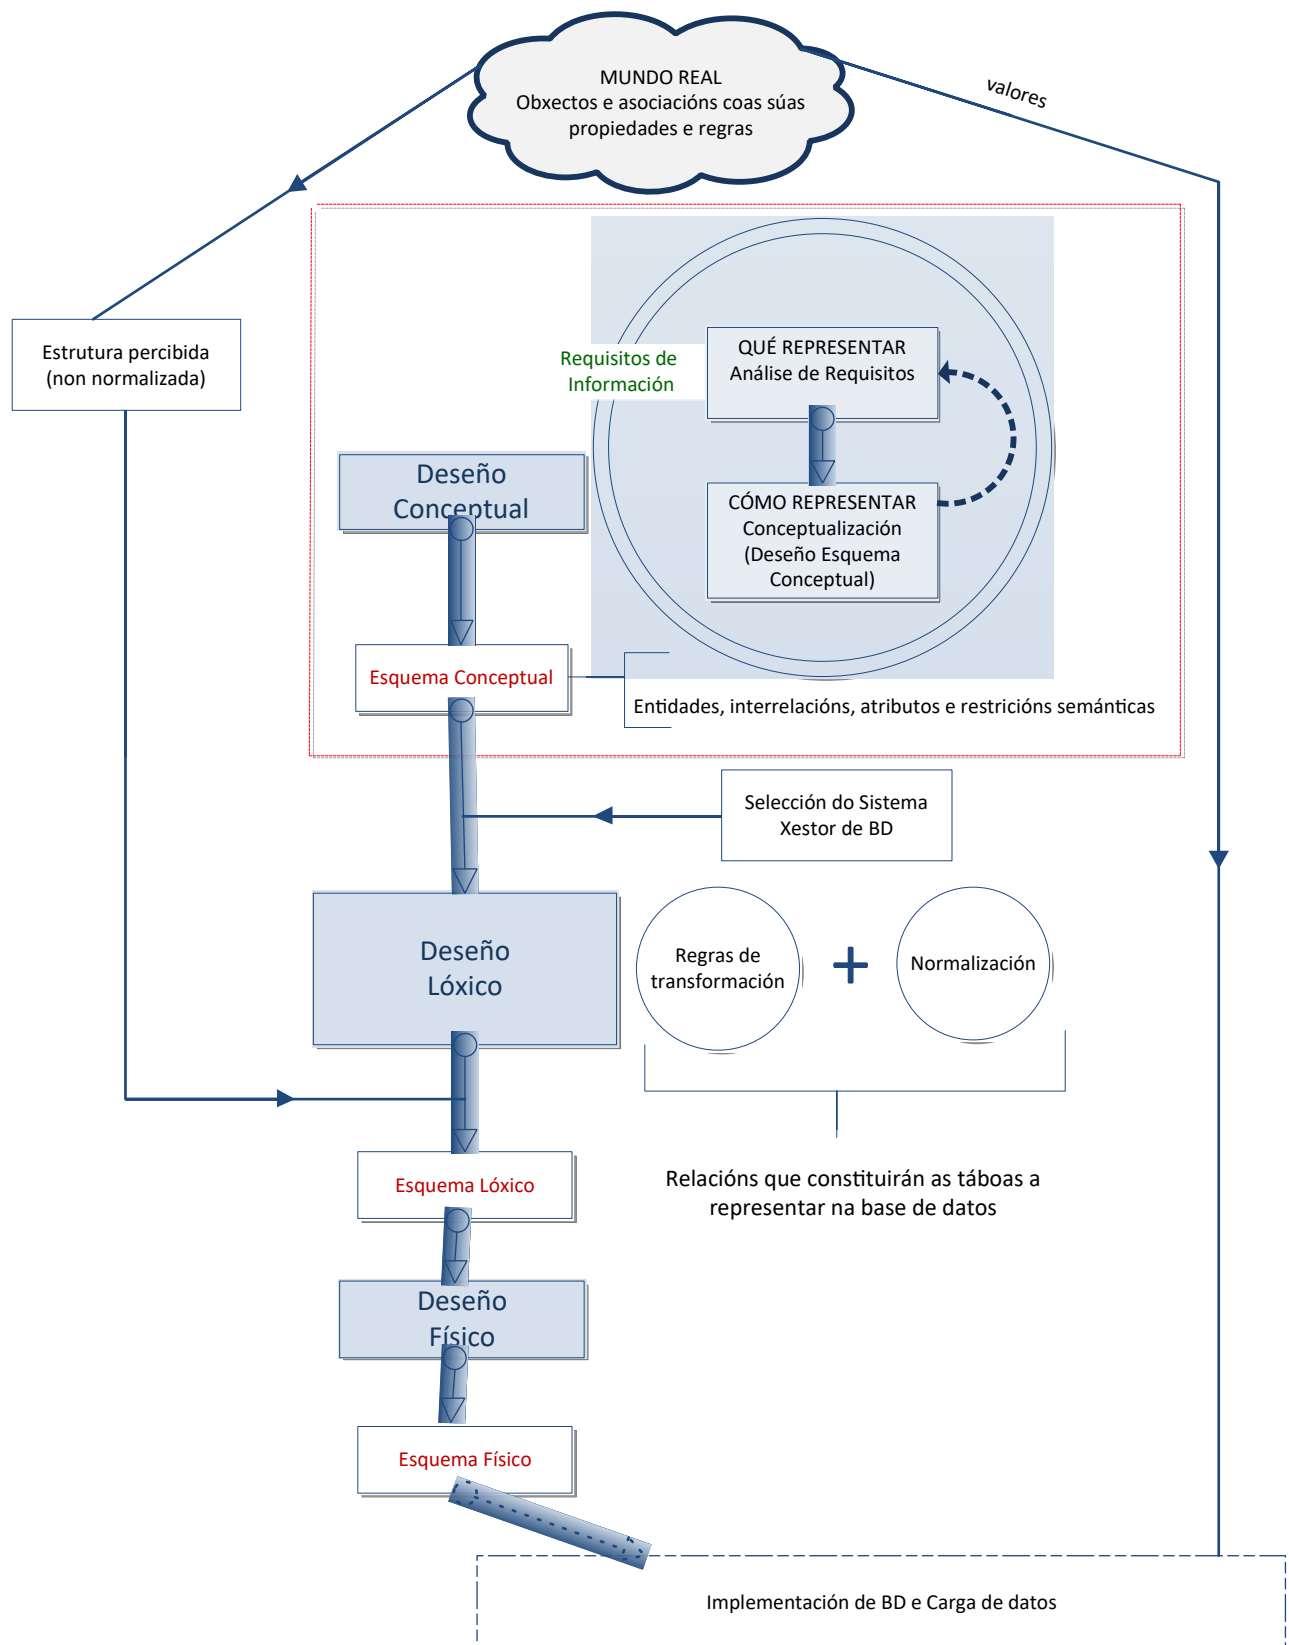 MUNDO REAL
Obxectos e asociacións coas súas
propiedades e regras
valores
Estrutura percibida
(non normalizada)
Requisitos de
Información
QUÉ REPRESENTAR
Análise de Requisitos
Deseño
Conceptual
CÓMO REPRESENTAR
Conceptualización
(Deseño Esquema
Conceptual)
Esquema Conceptual
Entidades, interrelacións, atributos e restricións semánticas
Selección do Sistema
Xestor de BD
Deseño
Lóxico
Regras de
transformación
+
Normalización
Esquema Lóxico
Relacións que constituirán as táboas a
representar na base de datos
Deseño
Físico
Esquema Físico
Implementación de BD e Carga de datos